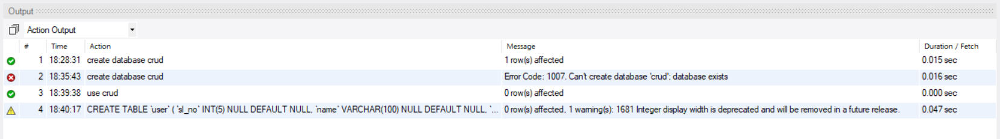 Output
Action Output
# Time Action Message Duration / Fetch
1 18:28:31 create database crud 1 row(s) affected 0.015 sec
2 18:35:43 create database crud Error Code: 1007. Can't create database 'crud'; database exists 0.016 sec
3 18:39:38 use crud 0 row(s) affected 0.000 sec
4 18:40:17 CREATE TABLE `user` ( `sl_no` INT(5) NULL DEFAULT NULL, `name` VARCHAR(100) NULL DEFAULT NULL, `... 0 row(s) affected, 1 warning(s): 1681 Integer display width is deprecated and will be removed in a future release. 0.047 sec